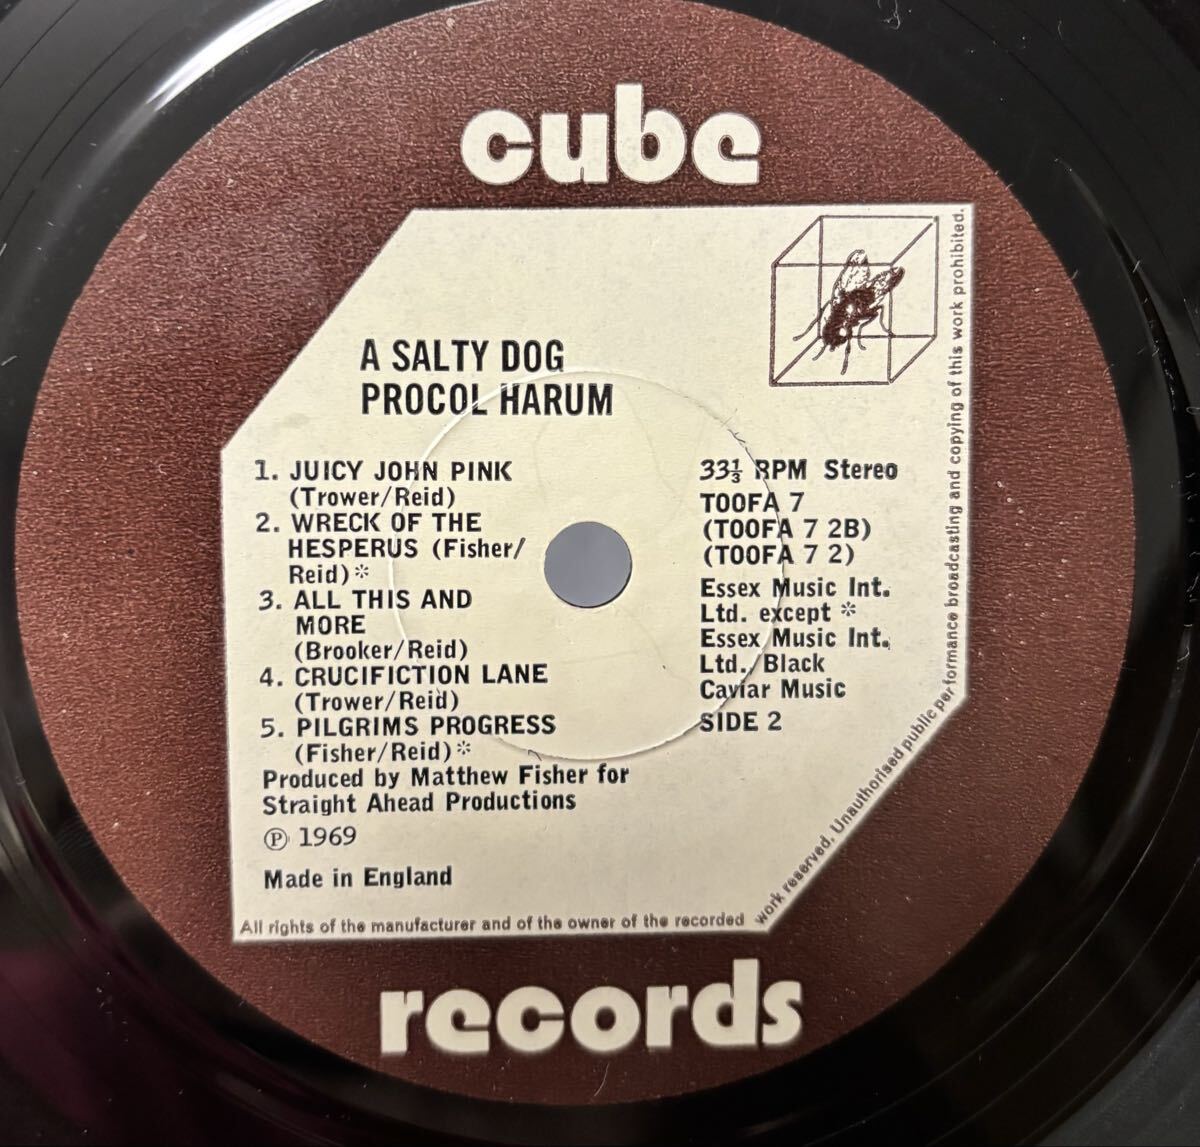 cube
A SALTY DOG
PROCOL HARUM
1. JUICY JOHN PINK
(Trower/Reid)
2. WRECK OF THE
HESPERUS (Fisher/
Reid)*
3. ALL THIS AND
MORE
(Brooker/Reid)
4. CRUCIFICTION LANE
(Trower/Reid)
5. PILGRIMS PROGRESS
(Fisher/Reid)*
Produced by Matthew Fisher for
Straight Ahead Productions
℗ 1969
Made in England
33⅓ RPM Stereo
TOOFA 7
(TOOFA 7 2B)
(TOOFA 7 2)
Essex Music Int.
Ltd. except *
Essex Music Int.
Ltd./Black
Caviar Music
SIDE 2
All rights of the manufacturer and of the owner of the recorded
work reserved. Unauthorised public performance broadcasting and copying of this work prohibited.
records